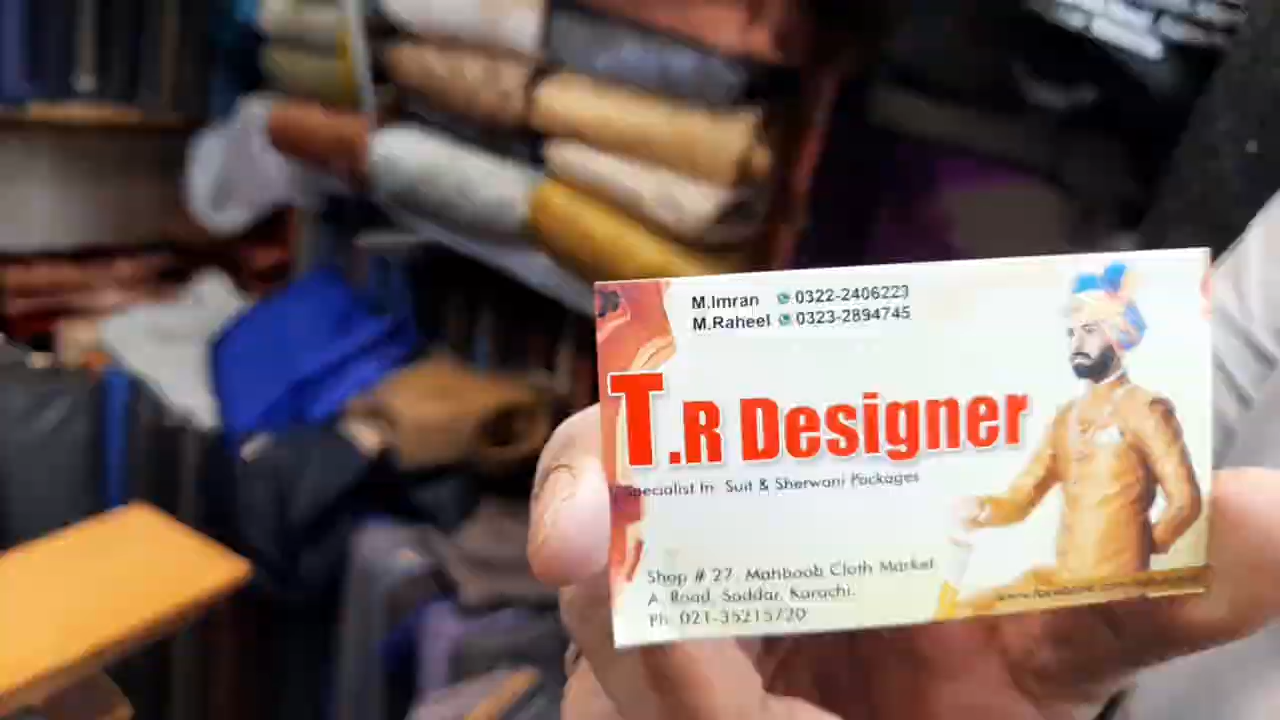 M.Imran 0322-2406223
M.Raheel 0323-2894745
T.R Designer
Specialist In Suit & Sherwani Packages
Shop # 27, Mahboob Cloth Market
A. Road, Saddar, Karachi.
Ph: 021-35215720